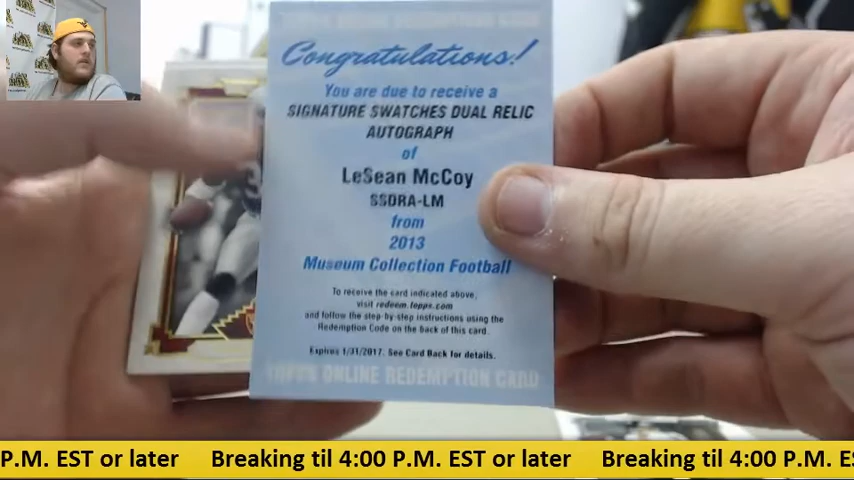 TOPPS ONLINE REDEMPTION CARD
Congratulations!
You are due to receive a
SIGNATURE SWATCHES DUAL RELIC
AUTOGRAPH
of
LeSean McCoy
SSDRA-LM
from
2013
Museum Collection Football
To receive the card indicated above,
visit redeem.topps.com
and follow the step-by-step instructions using the
Redemption Code on the back of this card.
Expires 1/31/2017. See Card Back for details.
TOPPS ONLINE REDEMPTION CARD
P.M. EST or later Breaking til 4:00 P.M. EST or later Breaking til 4:00 P.M. ES